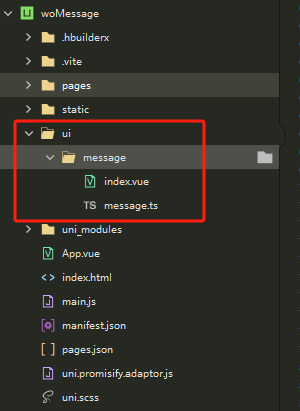 woMessage
.hbuilderx
.vite
pages
static
ui
message
index.vue
TS message.ts
uni_modules
App.vue
index.html
main.js
manifest.json
pages.json
uni.promisify.adaptor.js
uni.scss